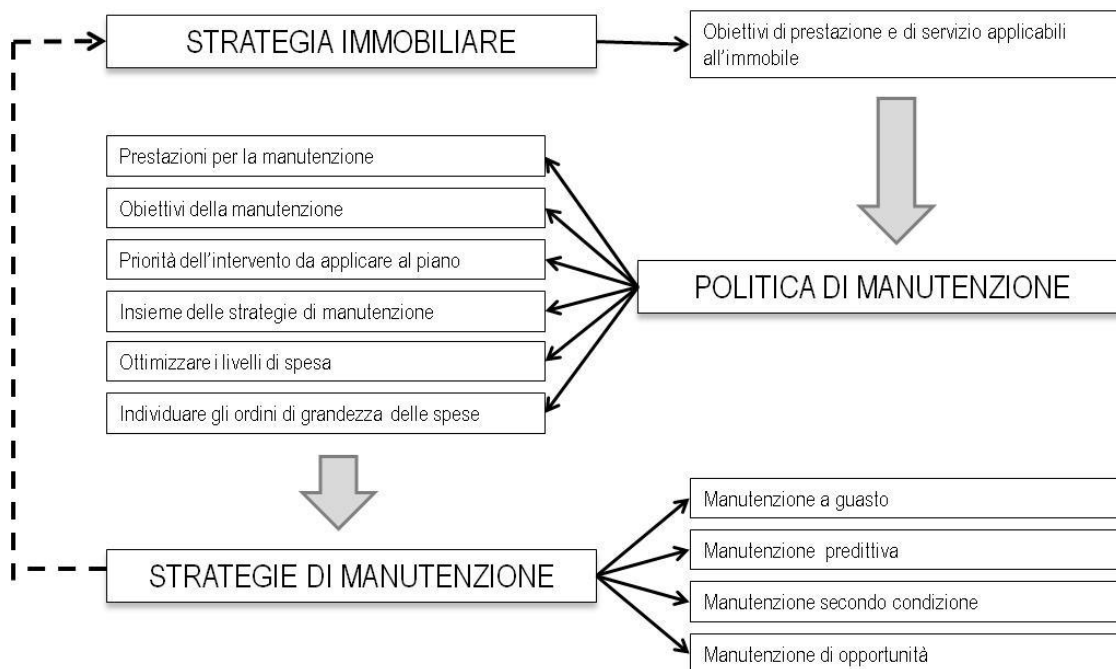 STRATEGIA IMMOBILIARE
Obiettivi di prestazione e di servizio applicabili
all'immobile
Prestazioni per la manutenzione
Obiettivi della manutenzione
Priorità dell'intervento da applicare al piano
Insieme delle strategie di manutenzione
Ottimizzare i livelli di spesa
Individuare gli ordini di grandezza delle spese
POLITICA DI MANUTENZIONE
STRATEGIE DI MANUTENZIONE
Manutenzione a guasto
Manutenzione predittiva
Manutenzione secondo condizione
Manutenzione di opportunità